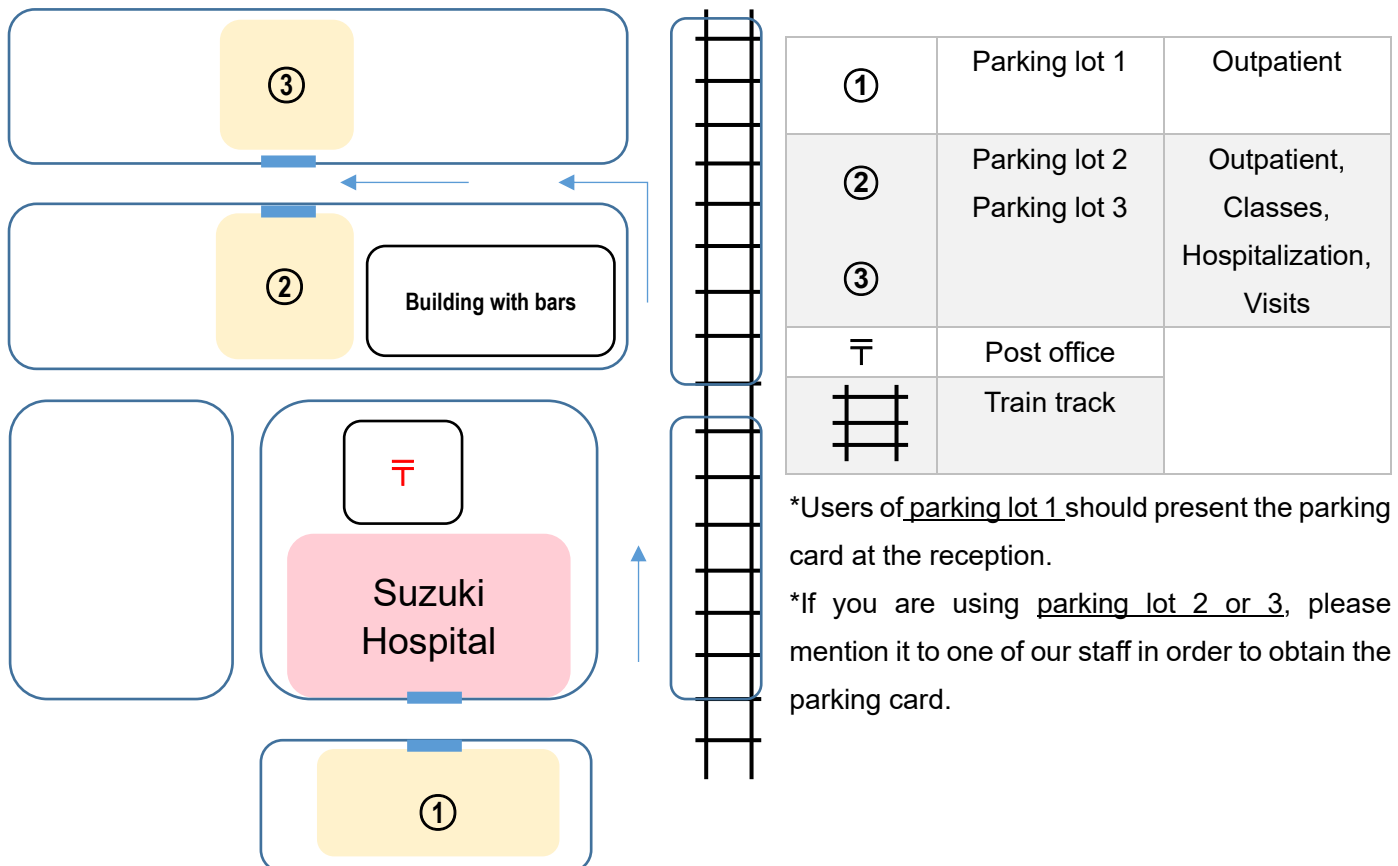 ③
②
Building with bars
〒
Suzuki
Hospital
①
① Parking lot 1 Outpatient
② Parking lot 2 Outpatient,
Parking lot 3 Classes,
③ Hospitalization,
Visits
〒 Post office
Train track
*Users of parking lot 1 should present the parking
card at the reception.
*If you are using parking lot 2 or 3, please
mention it to one of our staff in order to obtain the
parking card.